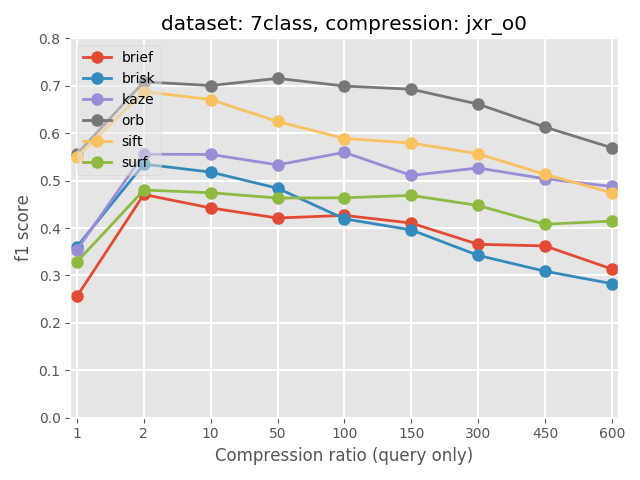 dataset: 7class, compression: jxr_o0
f1 score
0.8
0.7
0.6
0.5
0.4
0.3
0.2
0.1
0.0
brief
brisk
kaze
orb
sift
surf
1 2 10 50 100 150 300 450 600
Compression ratio (query only)